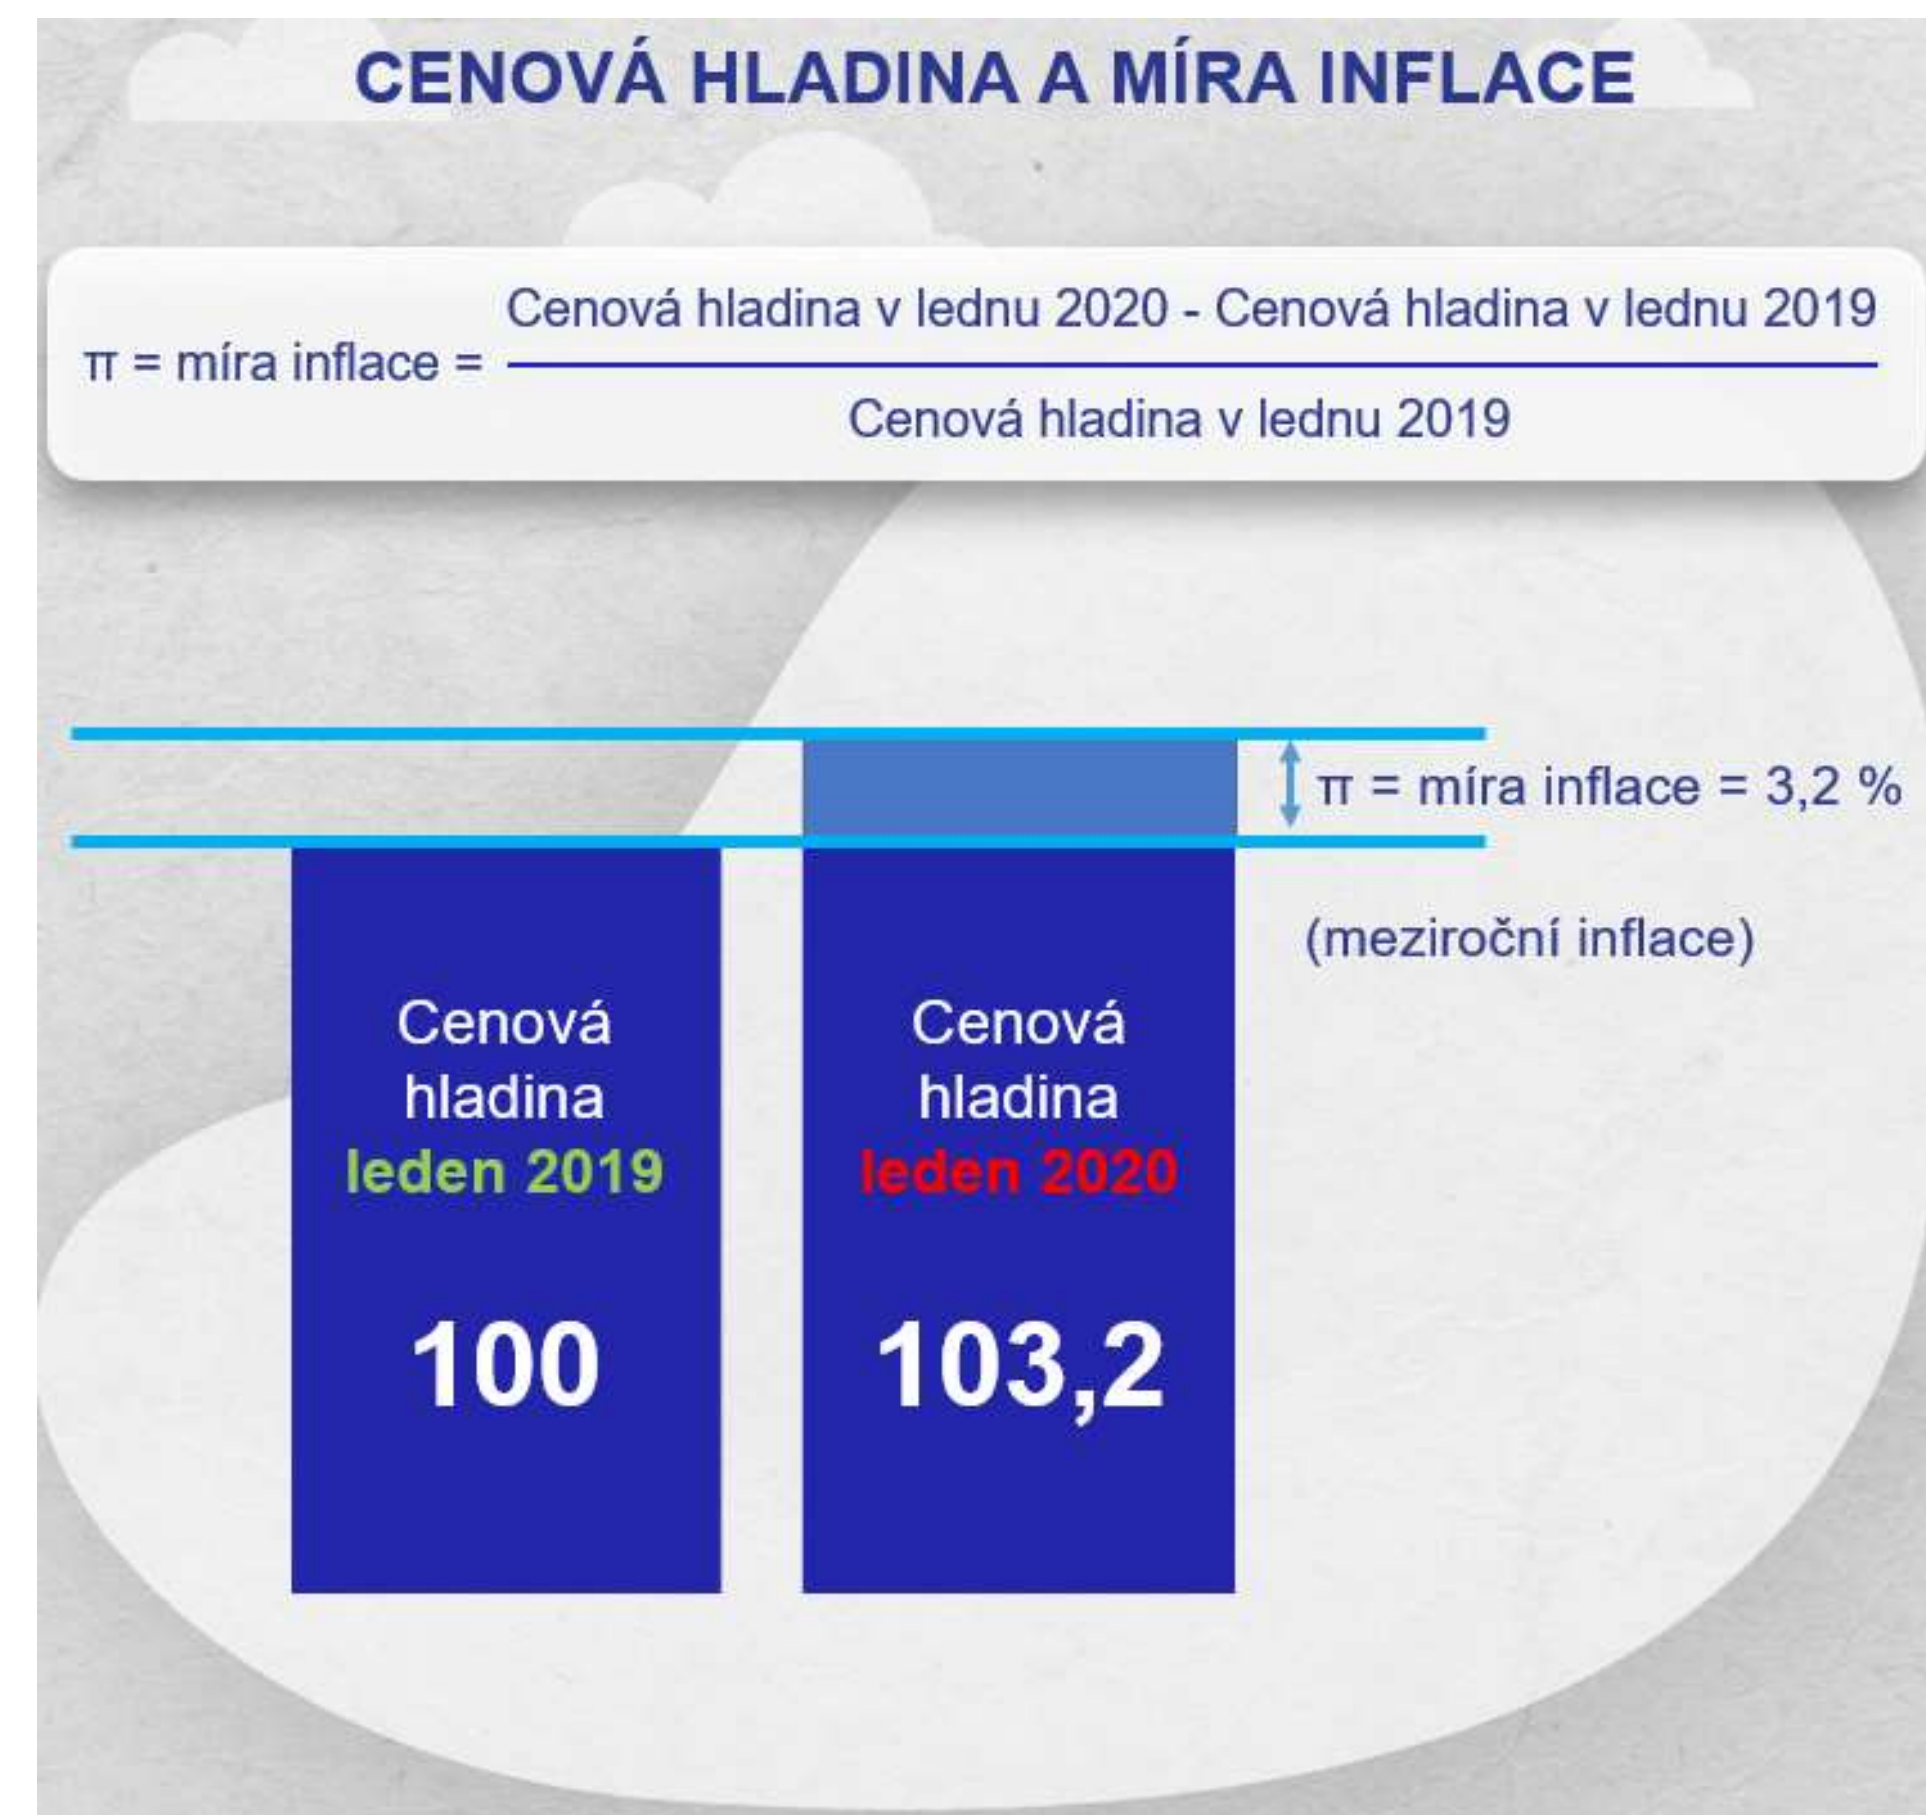 CENOVÁ HLADINA A MÍRA INFLACE
Cenová hladina v lednu 2020 - Cenová hladina v lednu 2019
π = míra inflace =
Cenová hladina v lednu 2019
π = míra inflace = 3,2 %
(meziroční inflace)
Cenová
hladina
leden 2019
100
Cenová
hladina
leden 2020
103,2